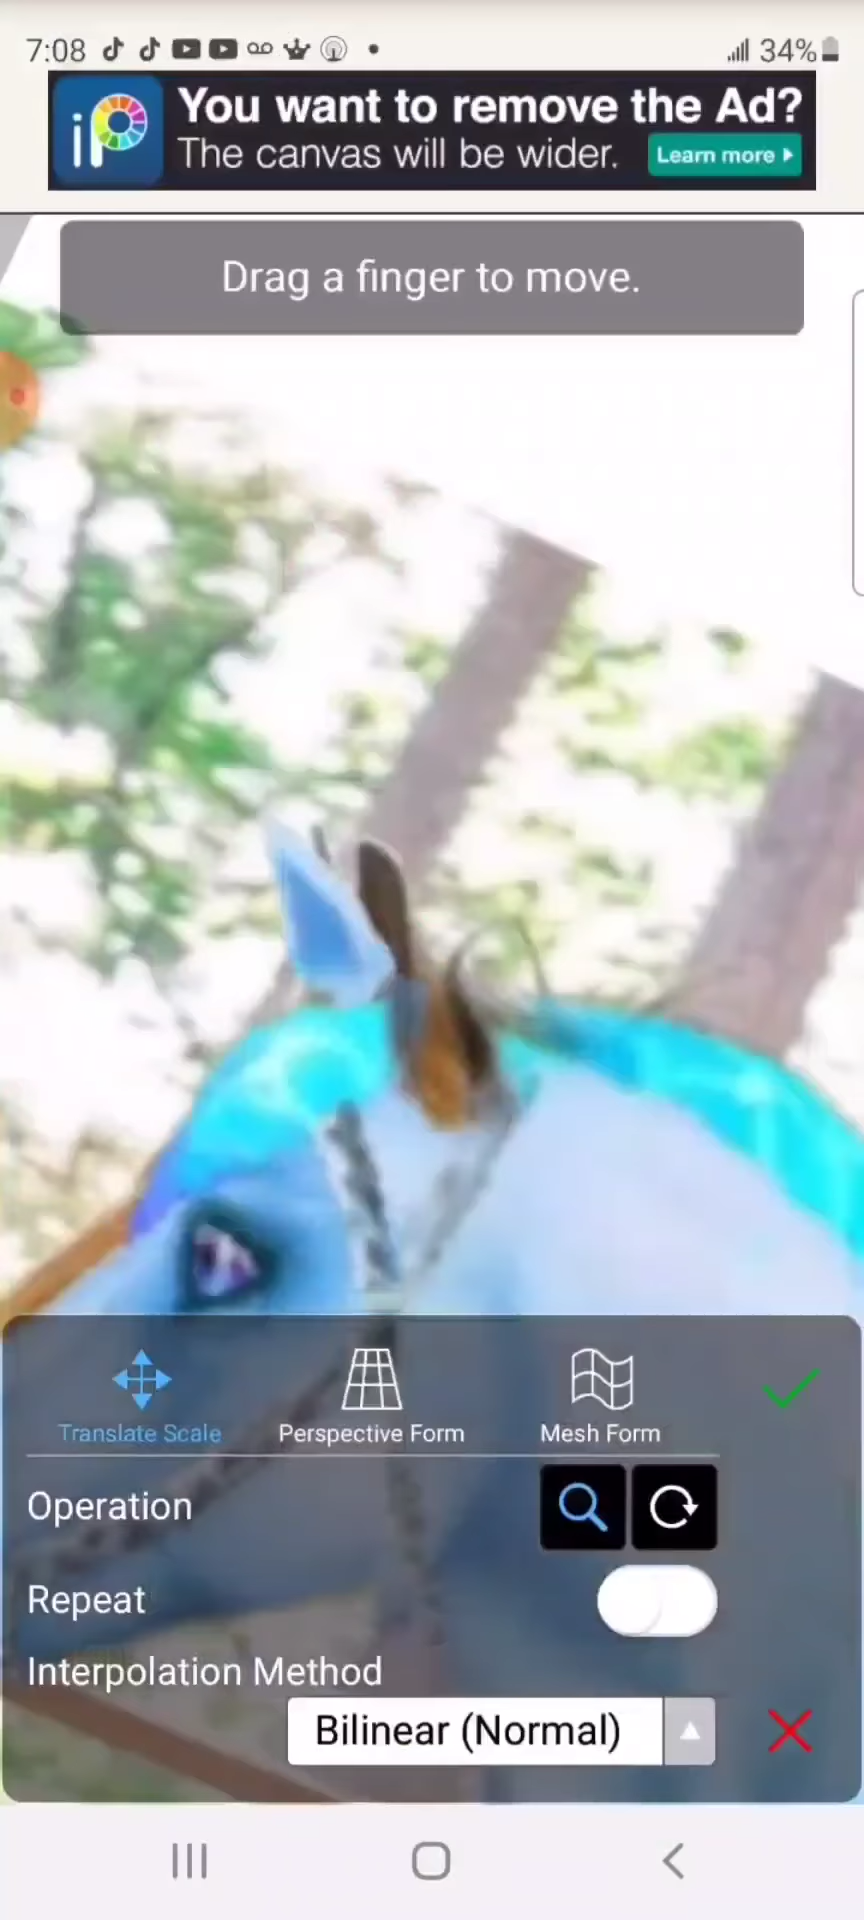 7:08
34%
iP
You want to remove the Ad?
The canvas will be wider.
Learn more
Drag a finger to move.
Translate Scale
Perspective Form
Mesh Form
Operation
Repeat
Interpolation Method
Bilinear (Normal)